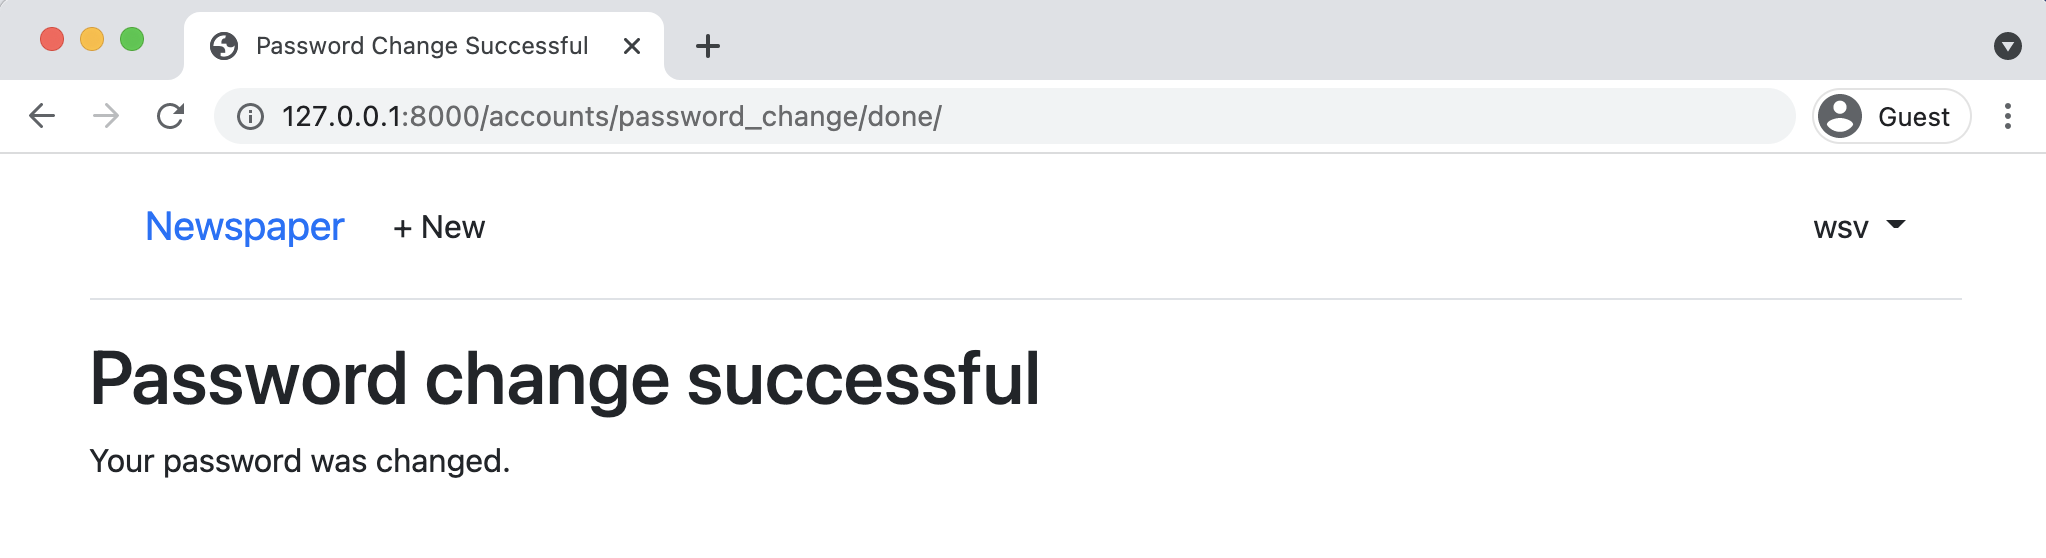 Password Change Successful
127.0.0.1:8000/accounts/password_change/done/
Guest
Newspaper + New wsv
Password change successful
Your password was changed.